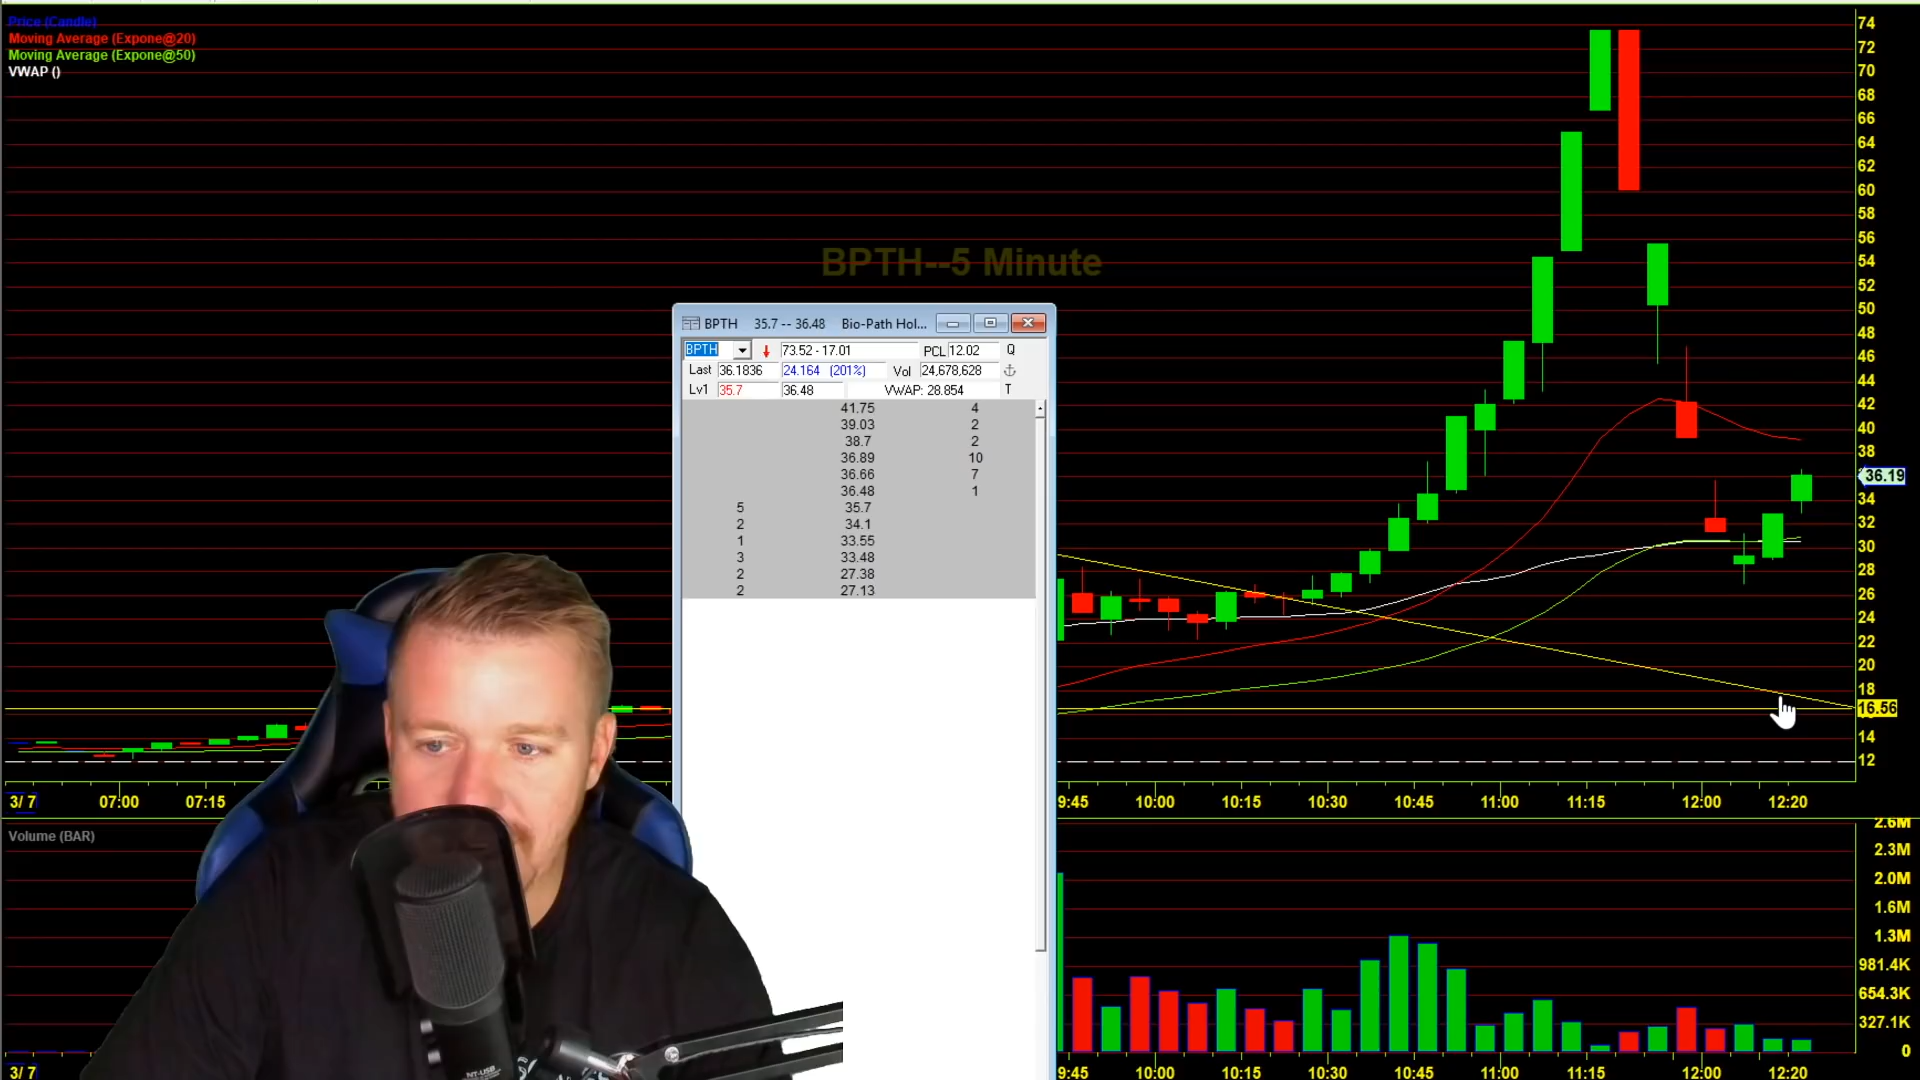 Price (Candle)
Moving Average (Expone@20)
Moving Average (Expone@50)
VWAP ()
BPTH--5 Minute
BPTH 35.7 -- 36.48 Bio-Path Hol...
BPTH 73.52 - 17.01 PCL 12.02 Q
Last 36.1836 24.164 (201%) Vol 24,678,628
Lv1 35.7 36.48 VWAP: 28.854 T
41.75 4
39.03 2
38.7 2
36.89 10
36.66 7
36.48 1
5 35.7
2 34.1
1 33.55
3 33.48
2 27.38
2 27.13
74
72
70
68
66
64
62
60
58
56
54
52
50
48
46
44
42
40
38
36.19
34
32
30
28
26
24
22
20
18
16.56
14
12
3/ 7 07:00 07:15 9:45 10:00 10:15 10:30 10:45 11:00 11:15 12:00 12:20
Volume (BAR)
2.6M
2.3M
2.0M
1.6M
1.3M
981.4K
654.3K
327.1K
0
3/ 7 9:45 10:00 10:15 10:30 10:45 11:00 11:15 12:00 12:20
NT-USB